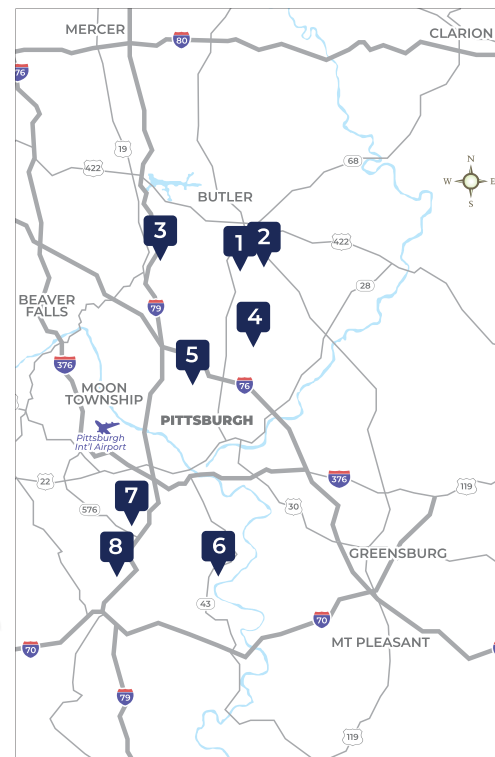 MERCER
80
CLARION
76
19
422
68
N
W
E
S
BUTLER
3
1
2
422
28
BEAVER
FALLS
79
4
5
376
76
MOON
TOWNSHIP
PITTSBURGH
Pittsburgh
Int'l Airport
22
376
119
7
576
30
8
6
GREENSBURG
43
70
70
MT PLEASANT
79
119